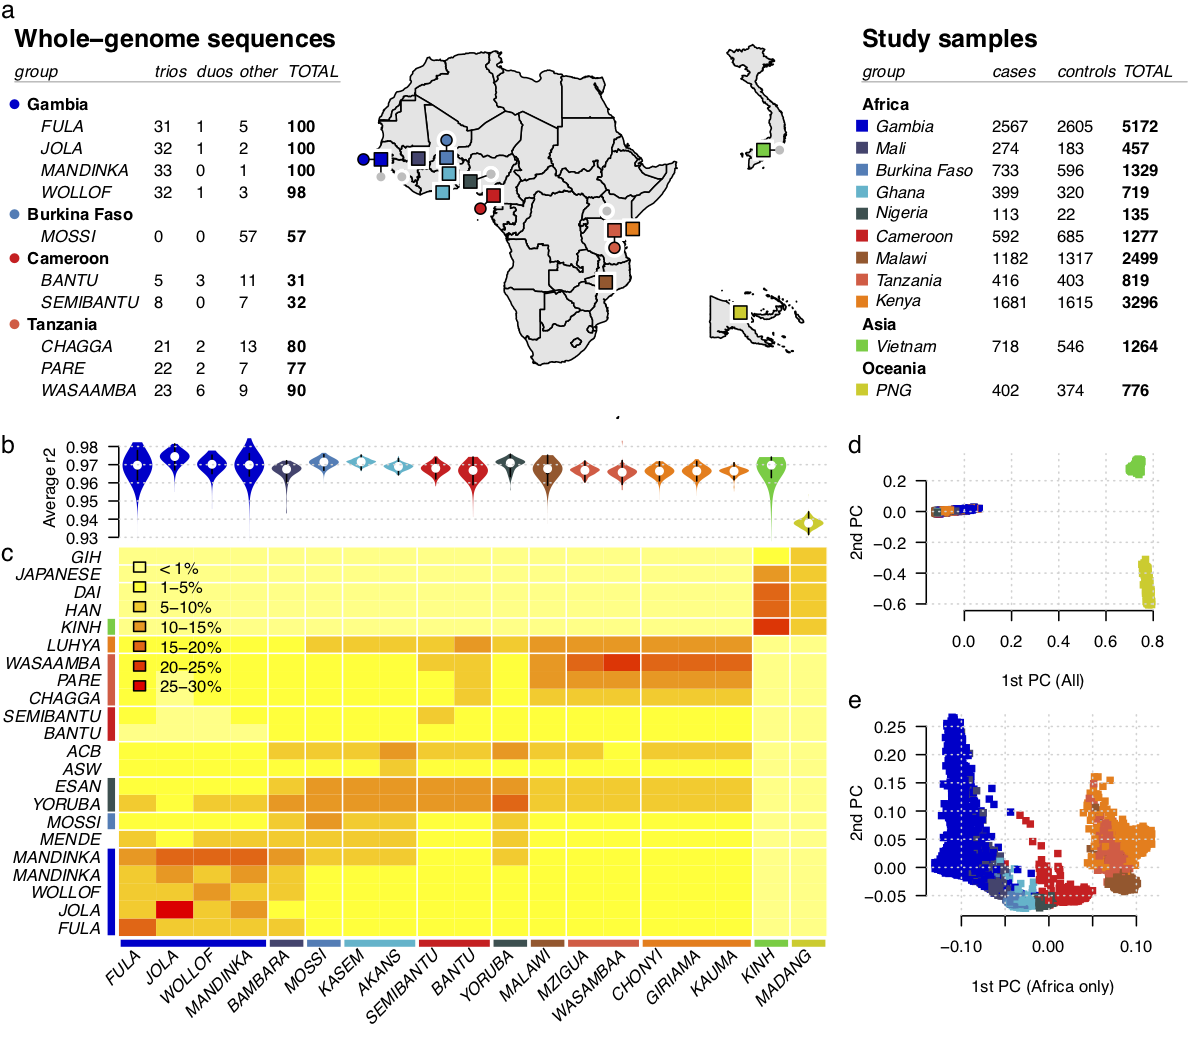 a
Whole–genome sequences
group trios duos other TOTAL
Gambia
FULA 31 1 5 100
JOLA 32 1 2 100
MANDINKA 33 0 1 100
WOLLOF 32 1 3 98
Burkina Faso
MOSSI 0 0 57 57
Cameroon
BANTU 5 3 11 31
SEMIBANTU 8 0 7 32
Tanzania
CHAGGA 21 2 13 80
PARE 22 2 7 77
WASAAMBA 23 6 9 90
Study samples
group cases controls TOTAL
Africa
Gambia 2567 2605 5172
Mali 274 183 457
Burkina Faso 733 596 1329
Ghana 399 320 719
Nigeria 113 22 135
Cameroon 592 685 1277
Malawi 1182 1317 2499
Tanzania 416 403 819
Kenya 1681 1615 3296
Asia
Vietnam 718 546 1264
Oceania
PNG 402 374 776
b
Average r2
0.98
0.97
0.96
0.95
0.94
0.93
c
GIH
JAPANESE
DAI
HAN
KINH
LUHYA
WASAAMBA
PARE
CHAGGA
SEMIBANTU
BANTU
ACB
ASW
ESAN
YORUBA
MOSSI
MENDE
MANDINKA
MANDINKA
WOLLOF
JOLA
FULA
< 1%
1–5%
5–10%
10–15%
15–20%
20–25%
25–30%
FULA
JOLA
WOLLOF
MANDINKA
BAMBARA
MOSSI
KASEM
AKANS
SEMIBANTU
BANTU
YORUBA
MALAWI
MZIGUA
WASAMBAA
CHONYI
GIRIAMA
KAUMA
KINH
MADANG
d
2nd PC
0.2
0.0
−0.2
−0.4
−0.6
0.0 0.2 0.4 0.6 0.8
1st PC (All)
e
2nd PC
0.25
0.20
0.15
0.10
0.05
0.00
−0.05
−0.10 0.00 0.10
1st PC (Africa only)